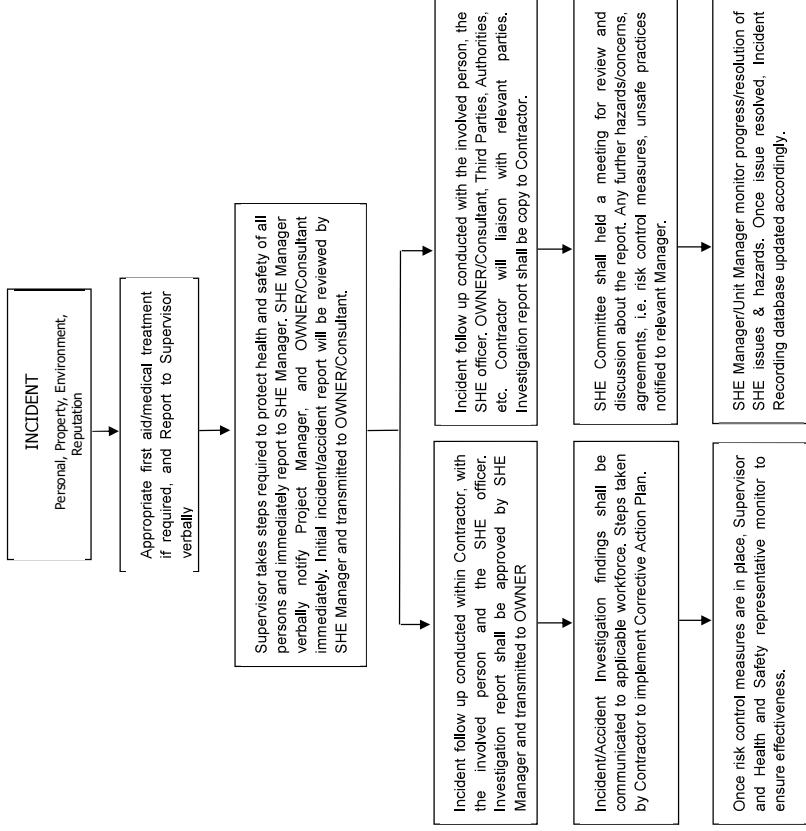 INCIDENT
Personal, Property, Environment,
Reputation
Appropriate first aid/medical treatment
if required, and Report to Supervisor
verbally
Supervisor takes steps required to protect health and safety of all
persons and immediately report to SHE Manager. SHE Manager
verbally notify Project Manager, and OWNER/Consultant
immediately. Initial incident/accident report will be reviewed by
SHE Manager and transmitted to OWNER/Consultant.
Incident follow up conducted within Contractor, with
the involved person and the SHE officer.
Investigation report shall be approved by SHE
Manager and transmitted to OWNER
Incident/Accident Investigation findings shall be
communicated to applicable workforce. Steps taken
by Contractor to implement Corrective Action Plan.
Once risk control measures are in place, Supervisor
and Health and Safety representative monitor to
ensure effectiveness.
Incident follow up conducted with the involved person, the
SHE officer. OWNER/Consultant, Third Parties, Authorities,
etc. Contractor will liaison with relevant parties.
Investigation report shall be copy to Contractor.
SHE Committee shall held a meeting for review and
discussion about the report. Any further hazards/concerns,
agreements, i.e. risk control measures, unsafe practices
notified to relevant Manager.
SHE Manager/Unit Manager monitor progress/resolution of
SHE issues & hazards. Once issue resolved, Incident
Recording database updated accordingly.